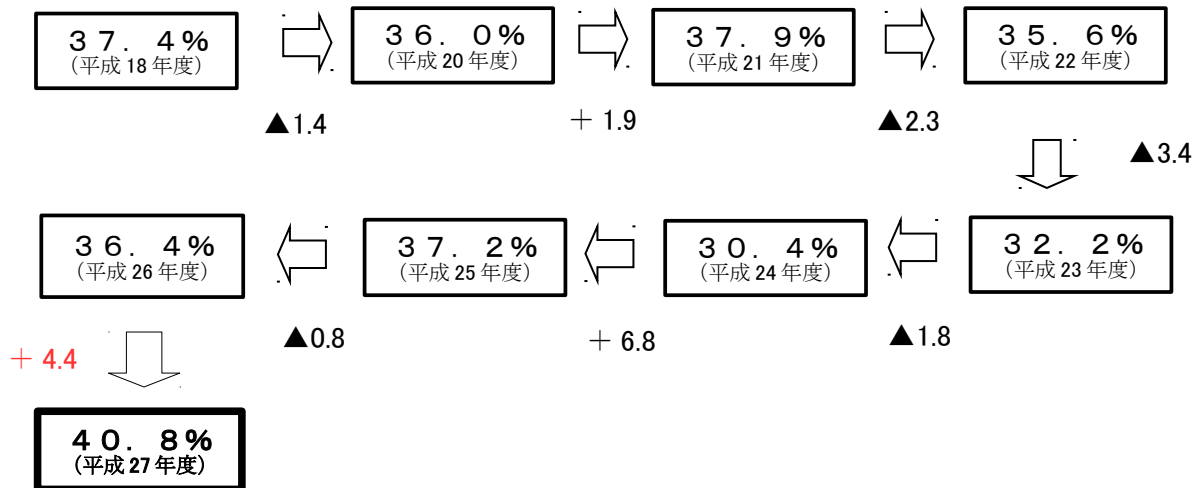 ３７．４％
（平成 18 年度）
▲1.4
３６．０％
（平成 20 年度）
＋ 1.9
３７．９％
（平成 21 年度）
▲2.3
３５．６％
（平成 22 年度）
▲3.4
３２．２％
（平成 23 年度）
▲1.8
３０．４％
（平成 24 年度）
＋ 6.8
３７．２％
（平成 25 年度）
▲0.8
３６．４％
（平成 26 年度）
＋ 4.4
４０．８％
（平成 27 年度）